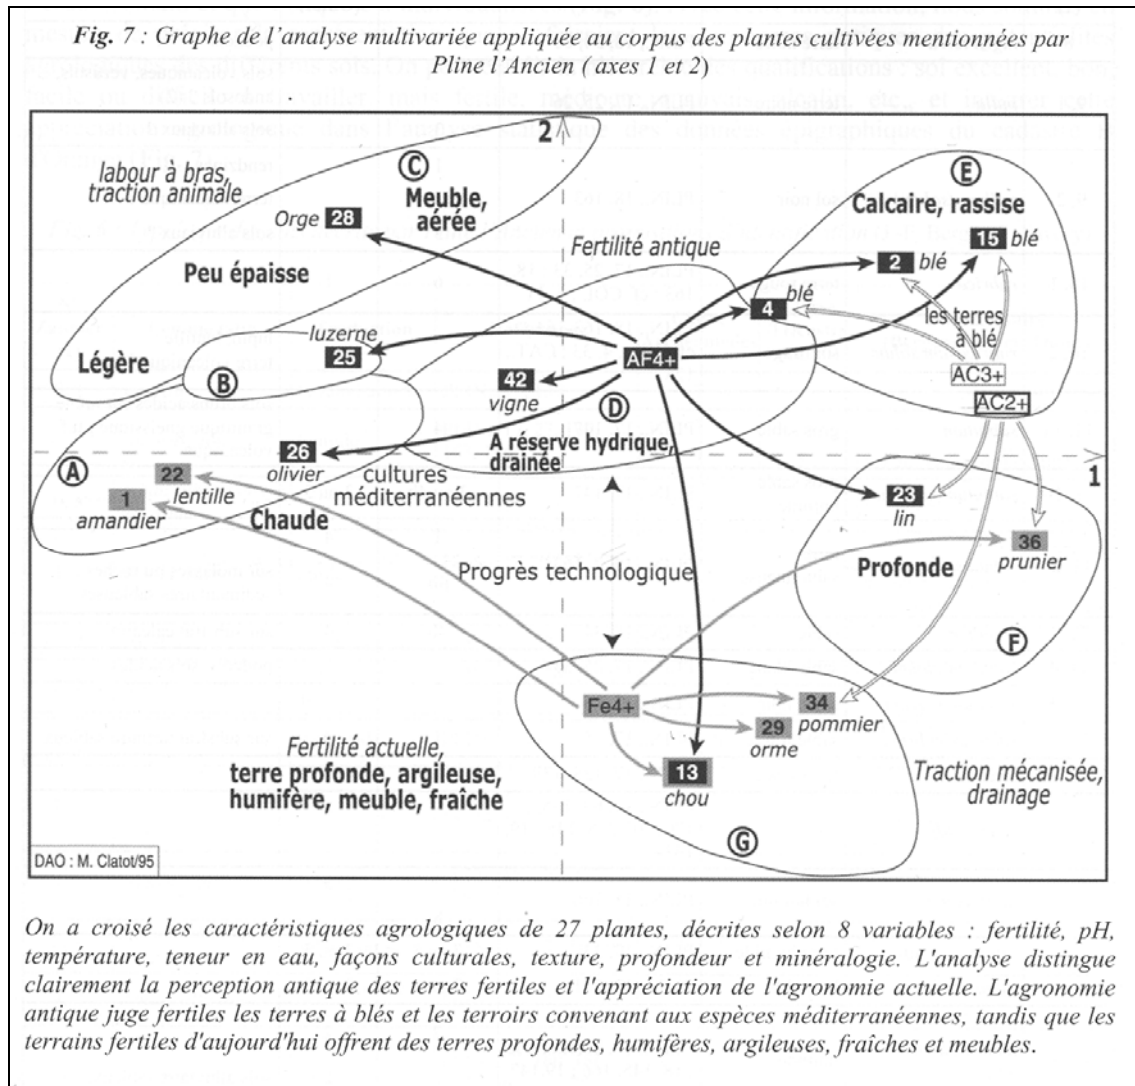 Fig. 7 : Graphe de l'analyse multivariée appliquée au corpus des plantes cultivées mentionnées par
Pline l'Ancien ( axes 1 et 2)
2
labour à bras,
traction animale
C
Meuble,
aérée
Orge 28
Peu épaisse
Légère
luzerne
25
B
Fertilité antique
E
Calcaire, rassise
15 blé
2 blé
4 blé
les terres
à blé
AF4+
AC3+
AC2+
42
vigne
D
A réserve hydrique,
drainée
A
26
olivier
22
lentille
1
amandier
cultures
méditerranéennes
Chaude
1
23
lin
36
prunier
Profonde
F
Progrès technologique
Fe4+
34
pommier
29
orme
13
chou
G
Fertilité actuelle,
terre profonde, argileuse,
humifère, meuble, fraîche
Traction mécanisée,
drainage
DAO : M. Clatot/95
On a croisé les caractéristiques agrologiques de 27 plantes, décrites selon 8 variables : fertilité, pH,
température, teneur en eau, façons culturales, texture, profondeur et minéralogie. L'analyse distingue
clairement la perception antique des terres fertiles et l'appréciation de l'agronomie actuelle. L'agronomie
antique juge fertiles les terres à blés et les terroirs convenant aux espèces méditerranéennes, tandis que les
terrains fertiles d'aujourd'hui offrent des terres profondes, humifères, argileuses, fraîches et meubles.